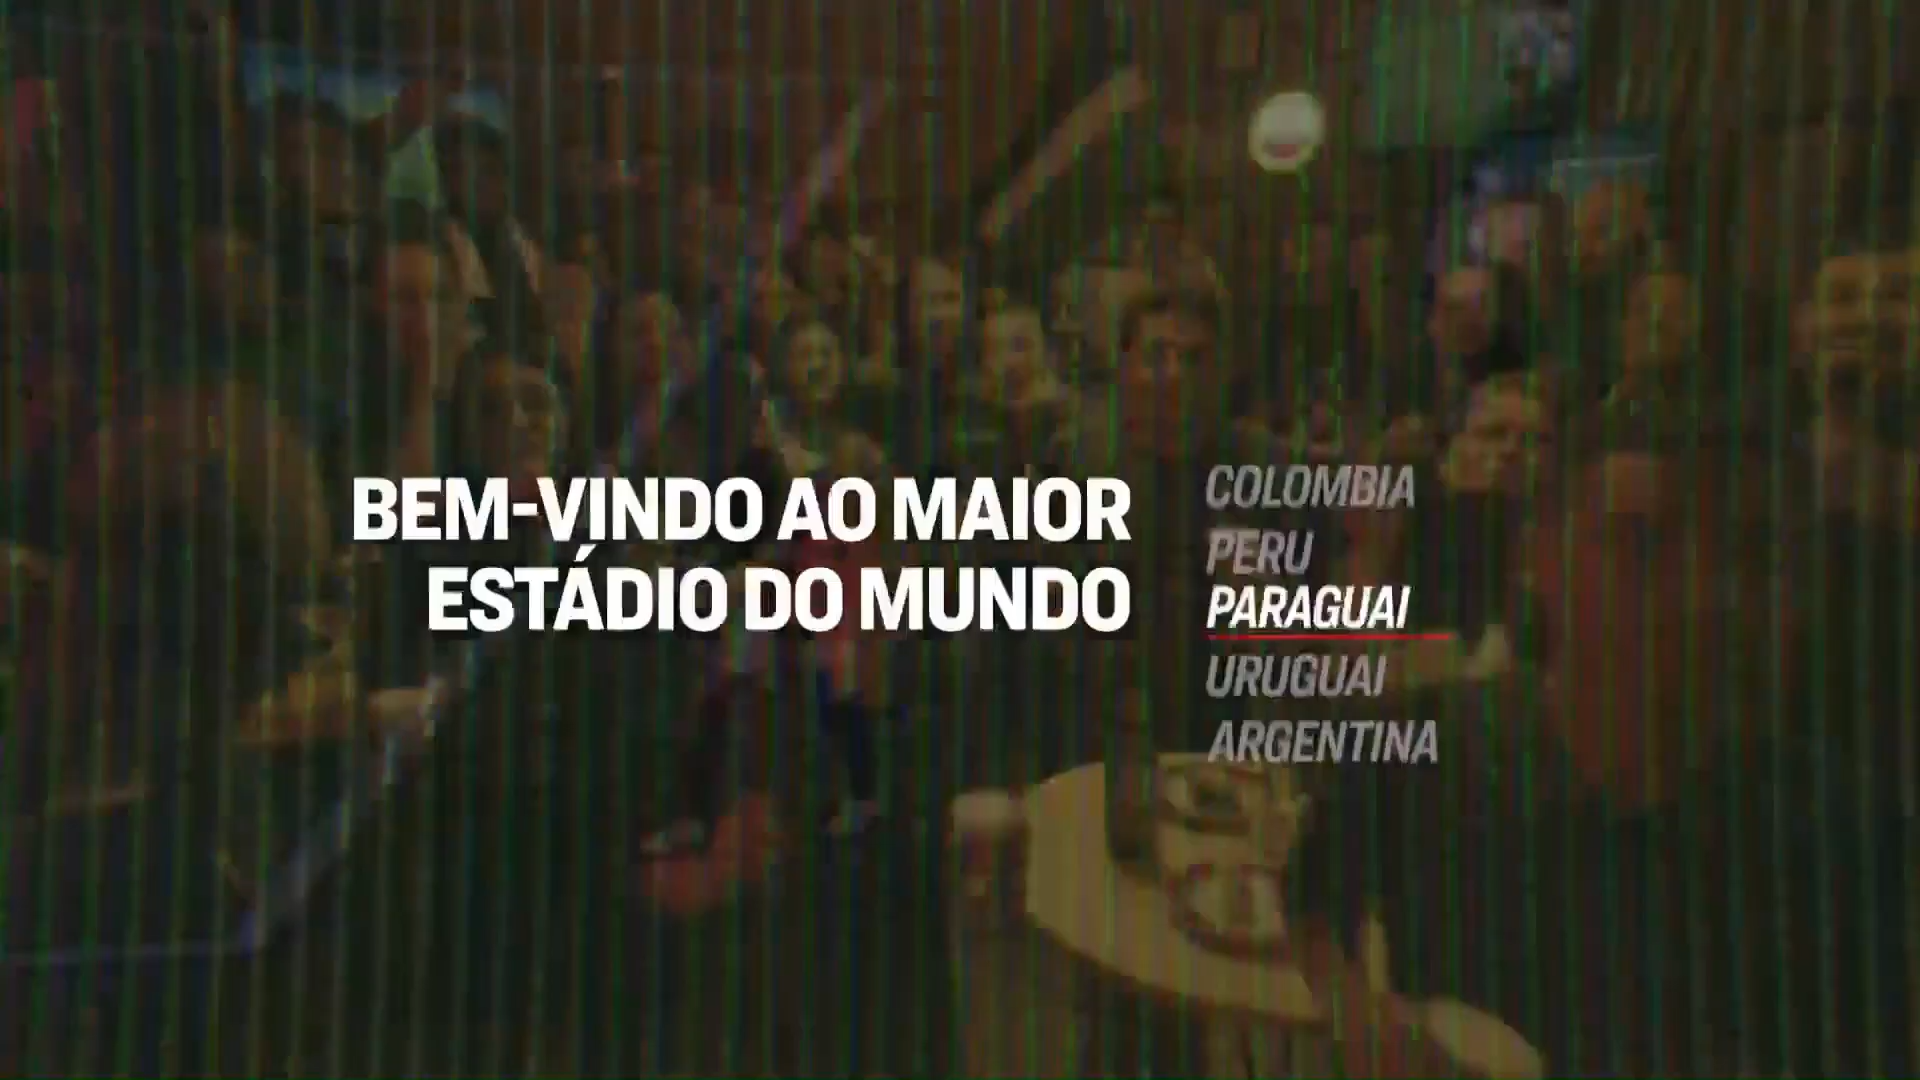 BEM-VINDO AO MAIOR
ESTÁDIO DO MUNDO
COLOMBIA
PERU
PARAGUAI
URUGUAI
ARGENTINA